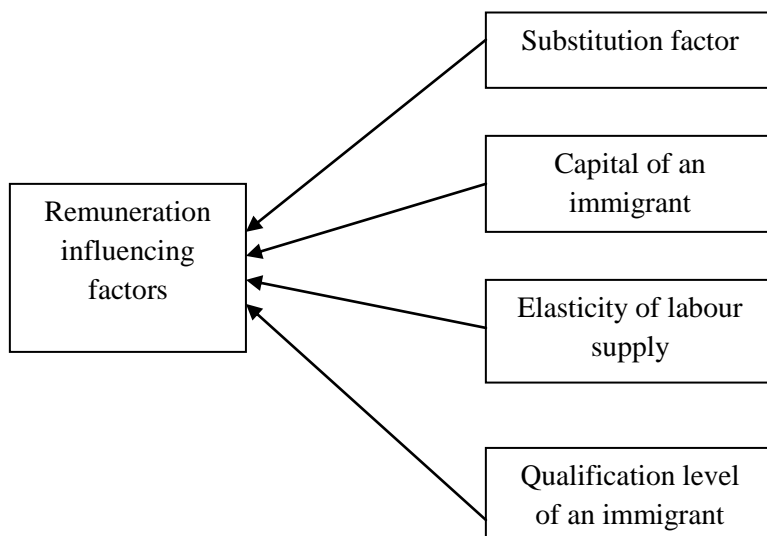 Remuneration
influencing
factors
Substitution factor
Capital of an
immigrant
Elasticity of labour
supply
Qualification level
of an immigrant